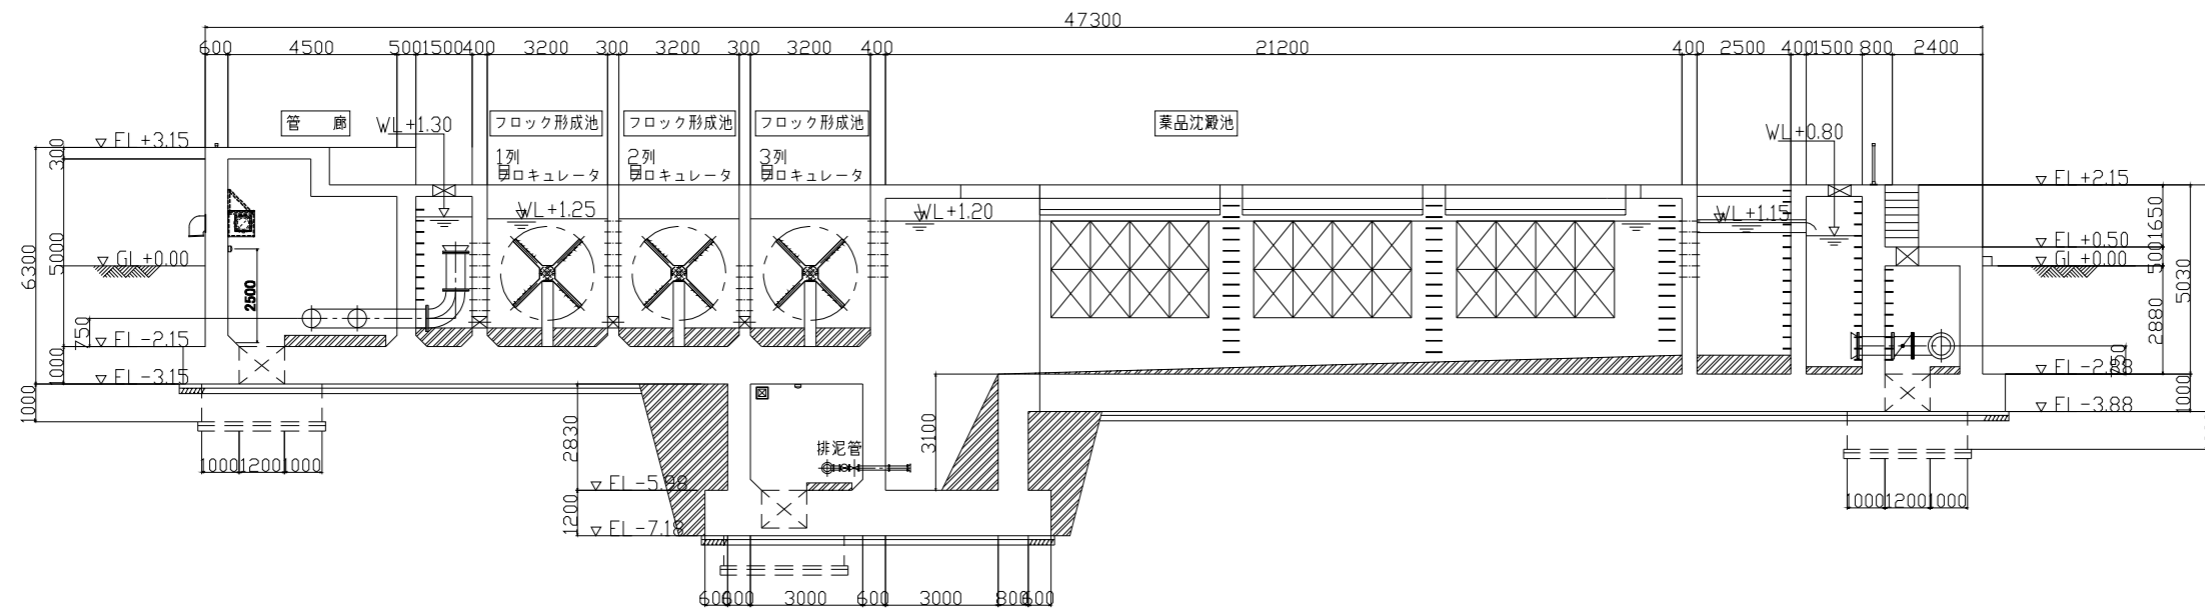 47300
600 4500 500 1500 400 3200 300 3200 300 3200 400 21200 400 2500 400 1500 800 2400
管 廊 WL+1.30 フロック形成池 フロック形成池 フロック形成池 薬品沈澱池 WL+0.80
1列目 2列目 3列目
フロキュレータ フロキュレータ フロキュレータ
300 FL+3.15
FL+2.15
WL+1.25 WL+1.20 WL+1.15
6300 5000 GL+0.00
1650 500 FL+0.50
GL+0.00
5030
2500
750
2880
FL-2.15
1000 FL-3.15
750
1000
1000
FL-3.88
3100
2830 排泥管
1000 1200 1000
FL-5.98
1200 FL-7.18
1000 1200 1000
600 600 3000 600 3000 800 600